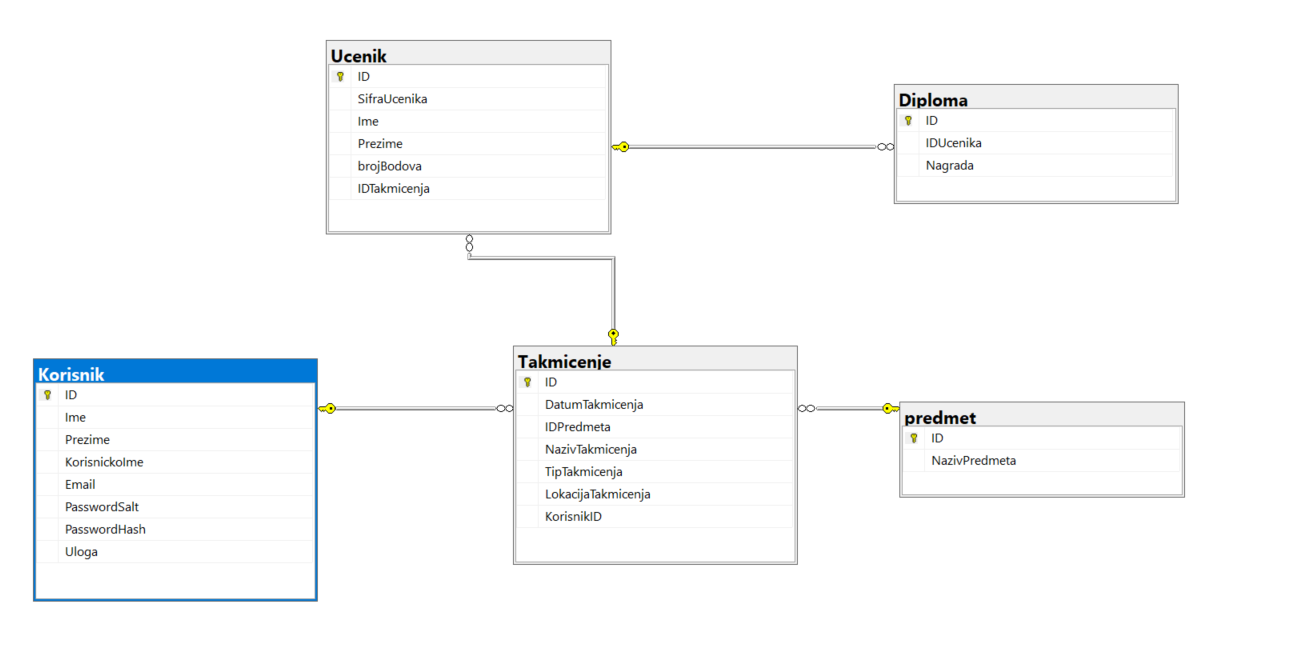 Ucenik
ID
SifraUcenika
Ime
Prezime
brojBodova
IDTakmicenja
Diploma
ID
IDUcenika
Nagrada
Korisnik
ID
Ime
Prezime
KorisnickoIme
Email
PasswordSalt
PasswordHash
Uloga
Takmicenje
ID
DatumTakmicenja
IDPredmeta
NazivTakmicenja
TipTakmicenja
LokacijaTakmicenja
KorisnikID
predmet
ID
NazivPredmeta